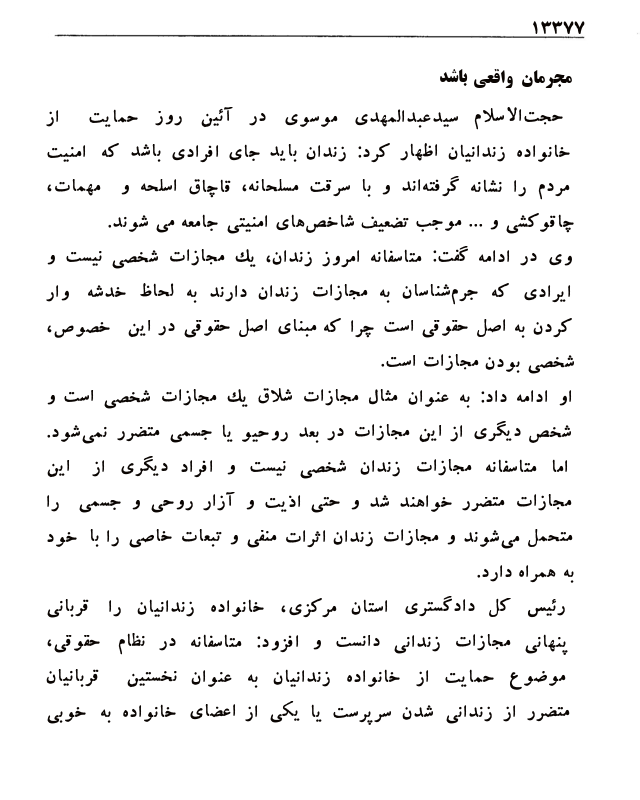 ۱۳۳۷۷
مجرمان واقعی باشد
حجت‌الاسلام سیدعبدالمهدی موسوی در آئین روز حمایت از
خانواده زندانیان اظهار کرد: زندان باید جای افرادی باشد که امنیت
مردم را نشانه گرفته‌اند و با سرقت مسلحانه، قاچاق اسلحه و مهمات،
چاقوکشی و ... موجب تضعیف شاخص‌های امنیتی جامعه می شوند.
وی در ادامه گفت: متاسفانه امروز زندان، یك مجازات شخصی نیست و
ایرادی که جرم‌شناسان به مجازات زندان دارند به لحاظ خدشه وار
کردن به اصل حقوقی است چرا که مبنای اصل حقوقی در این خصوص،
شخصی بودن مجازات است.
او ادامه داد: به عنوان مثال مجازات شلاق یك مجازات شخصی است و
شخص دیگری از این مجازات در بعد روحیو یا جسمی متضرر نمی‌شود.
اما متاسفانه مجازات زندان شخصی نیست و افراد دیگری از این
مجازات متضرر خواهند شد و حتی اذیت و آزار روحی و جسمی را
متحمل می‌شوند و مجازات زندان اثرات منفی و تبعات خاصی را با خود
به همراه دارد.
رئیس کل دادگستری استان مرکزی، خانواده زندانیان را قربانی
پنهانی مجازات زندانی دانست و افزود: متاسفانه در نظام حقوقی،
موضوع حمایت از خانواده زندانیان به عنوان نخستین قربانیان
متضرر از زندانی شدن سرپرست یا یکی از اعضای خانواده به خوبی